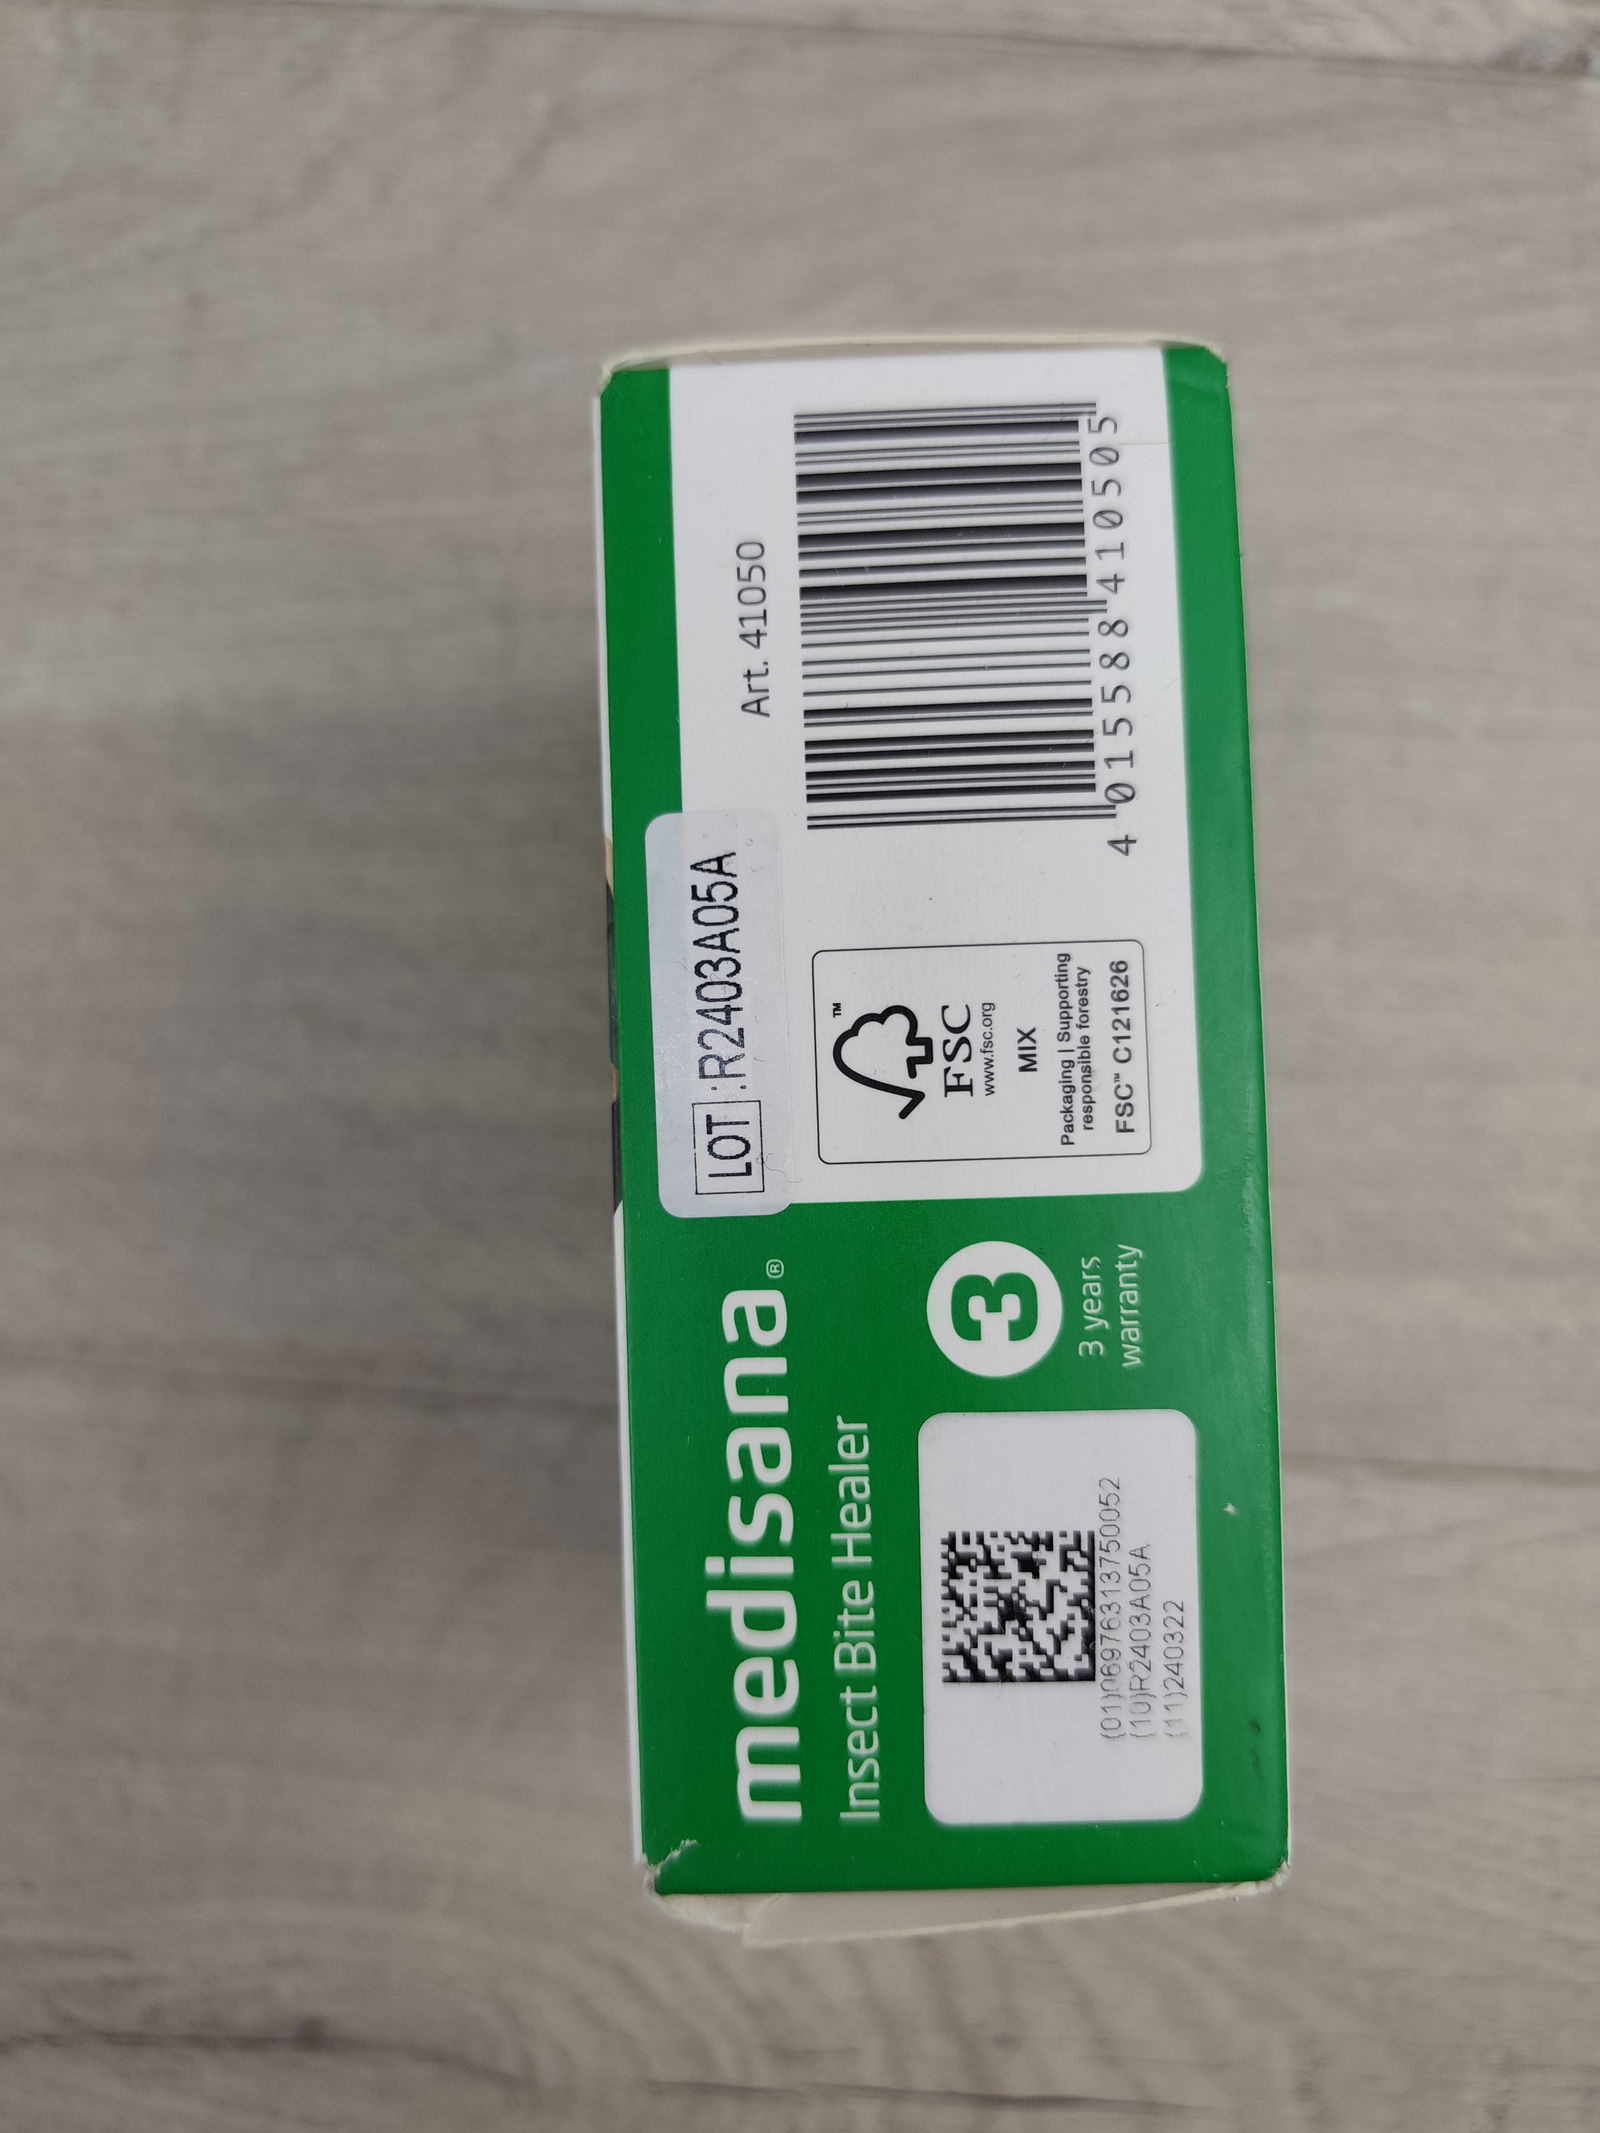 medisana®
Insect Bite Healer
(01)06976313750052
(10)R2403A05A
(11)240322
3
3 years
warranty
LOT :R2403A05A
FSC
™
www.fsc.org
MIX
Packaging | Supporting
responsible forestry
FSC™ C121626
Art. 41050
4 015588 410505